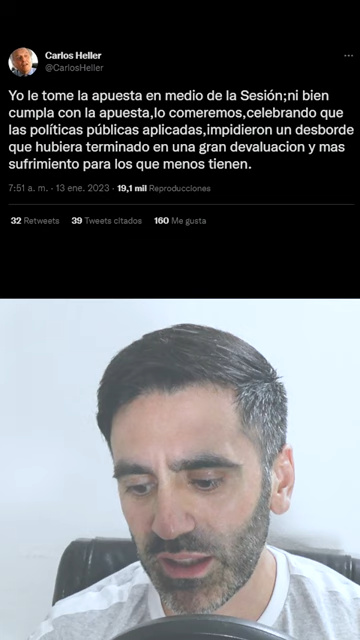 Carlos Heller
@CarlosHeller
Yo le tome la apuesta en medio de la Sesión;ni bien
cumpla con la apuesta,lo comeremos,celebrando que
las políticas públicas aplicadas,impidieron un desborde
que hubiera terminado en una gran devaluacion y mas
sufrimiento para los que menos tienen.
7:51 a. m. · 13 ene. 2023 · 19,1 mil Reproducciones
32 Retweets 39 Tweets citados 160 Me gusta